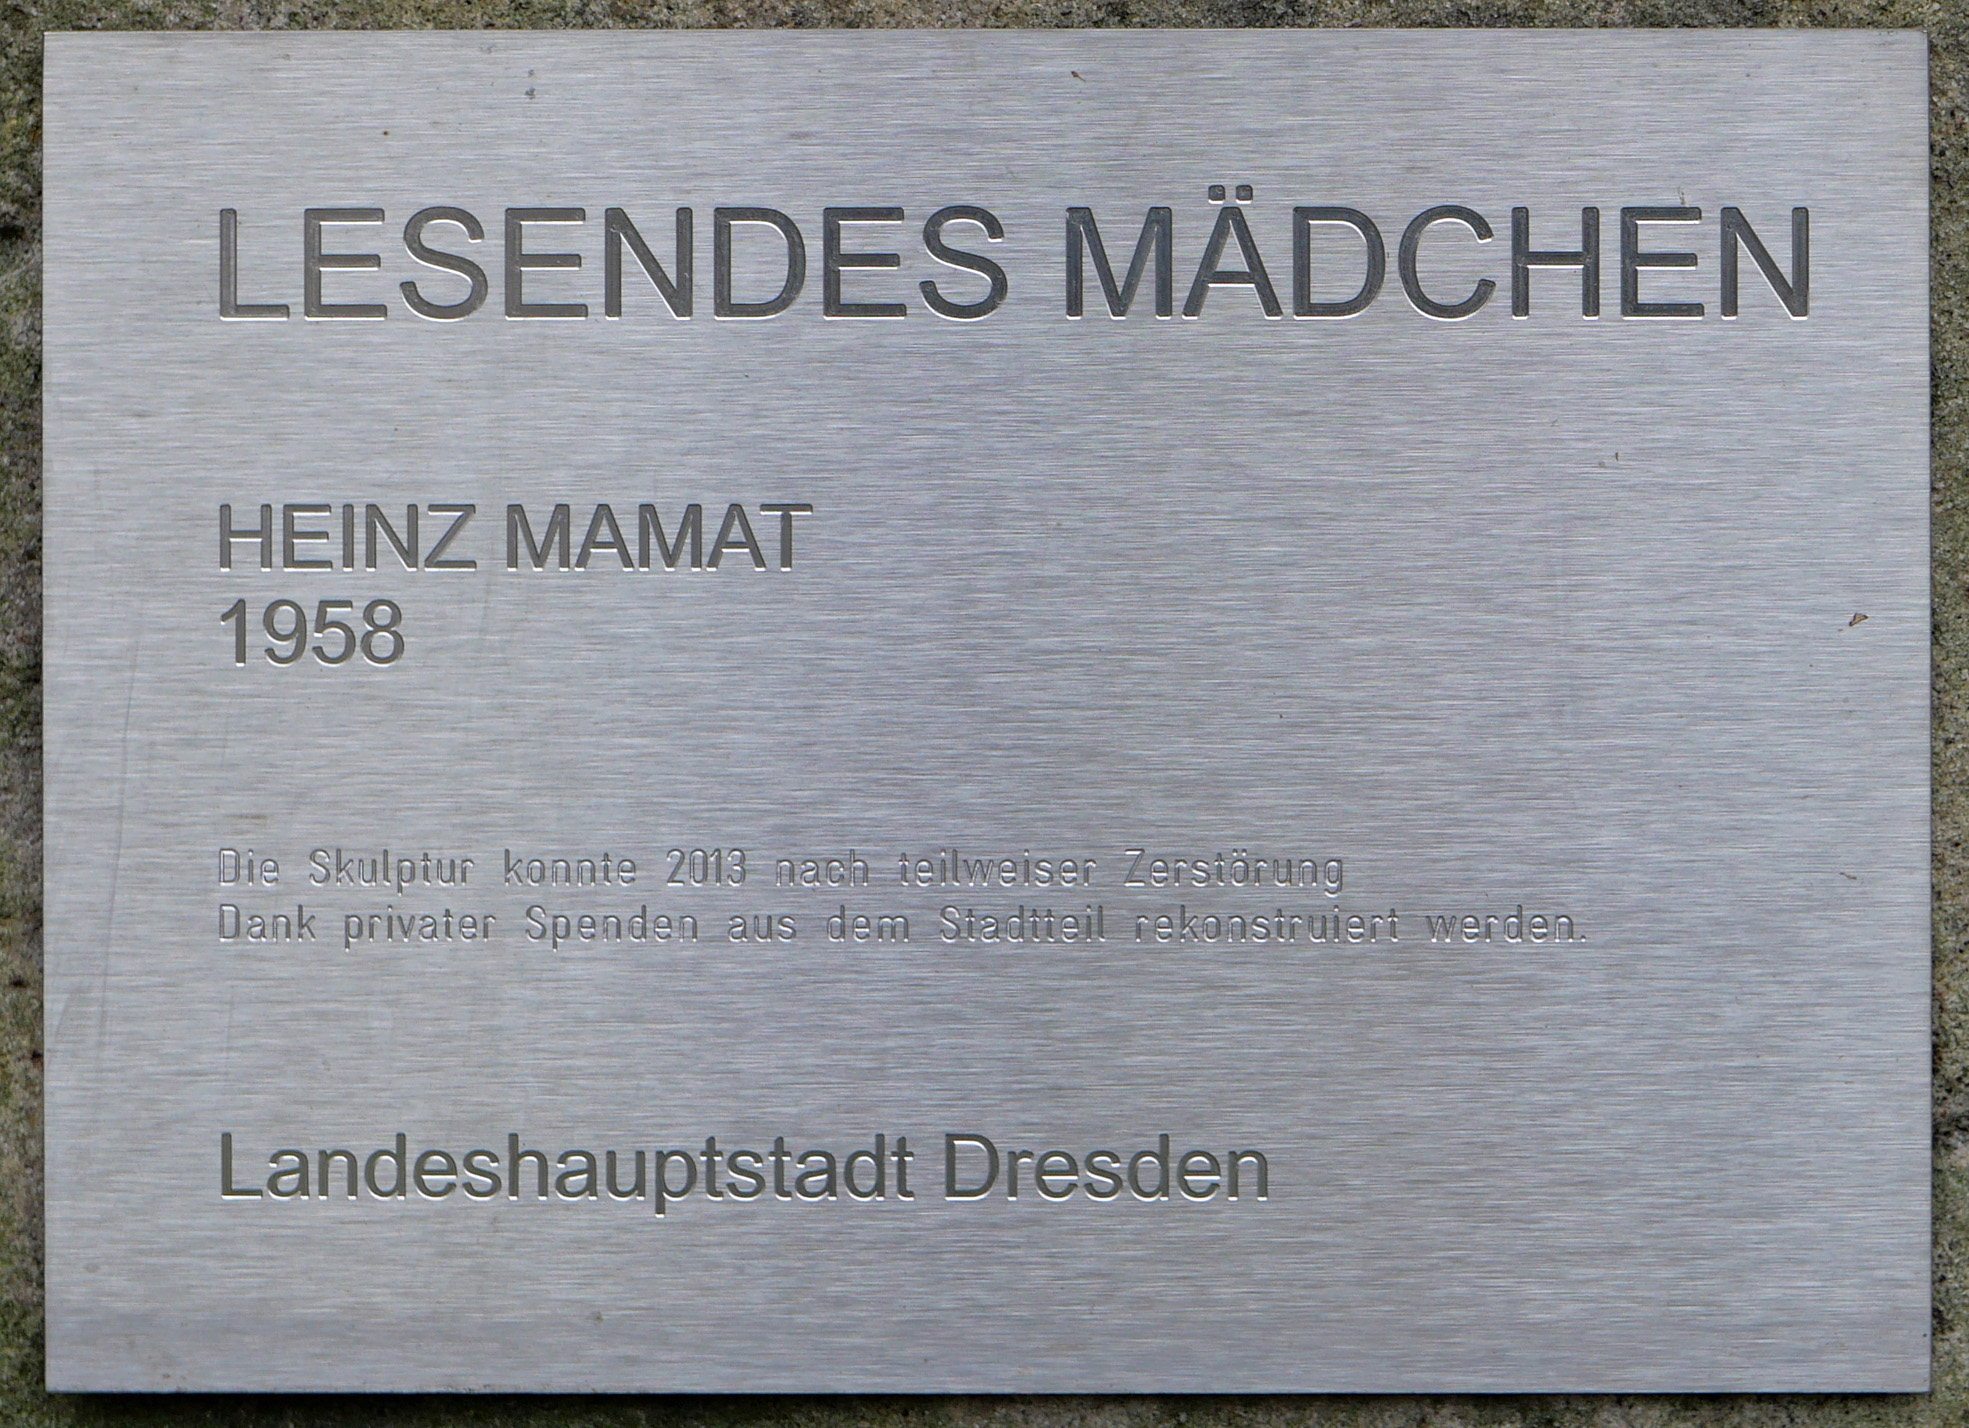 LESENDES MÄDCHEN
HEINZ MAMAT
1958
Die Skulptur konnte 2013 nach teilweiser Zerstörung
Dank privater Spenden aus dem Stadtteil rekonstruiert werden.
Landeshauptstadt Dresden